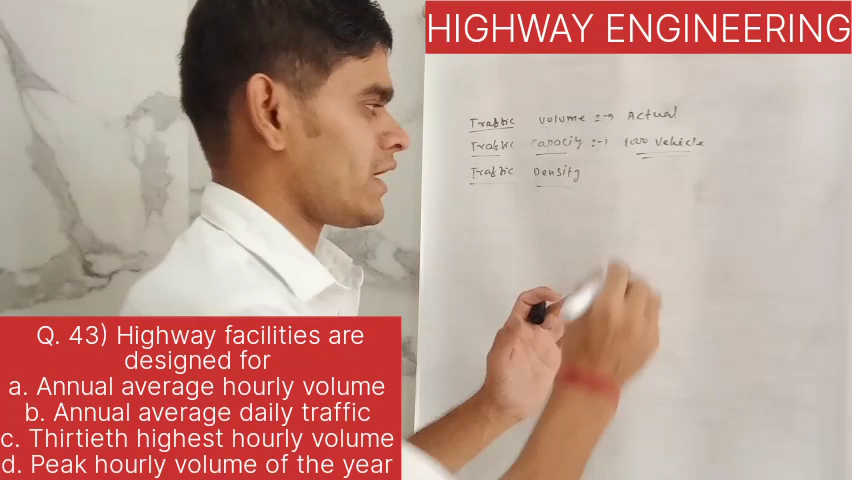 HIGHWAY ENGINEERING
Traffic Volume :-> Actual
Traffic Capacity :-> 1000 Vehicle
Traffic Density
Q. 43) Highway facilities are
designed for
a. Annual average hourly volume
b. Annual average daily traffic
c. Thirtieth highest hourly volume
d. Peak hourly volume of the year